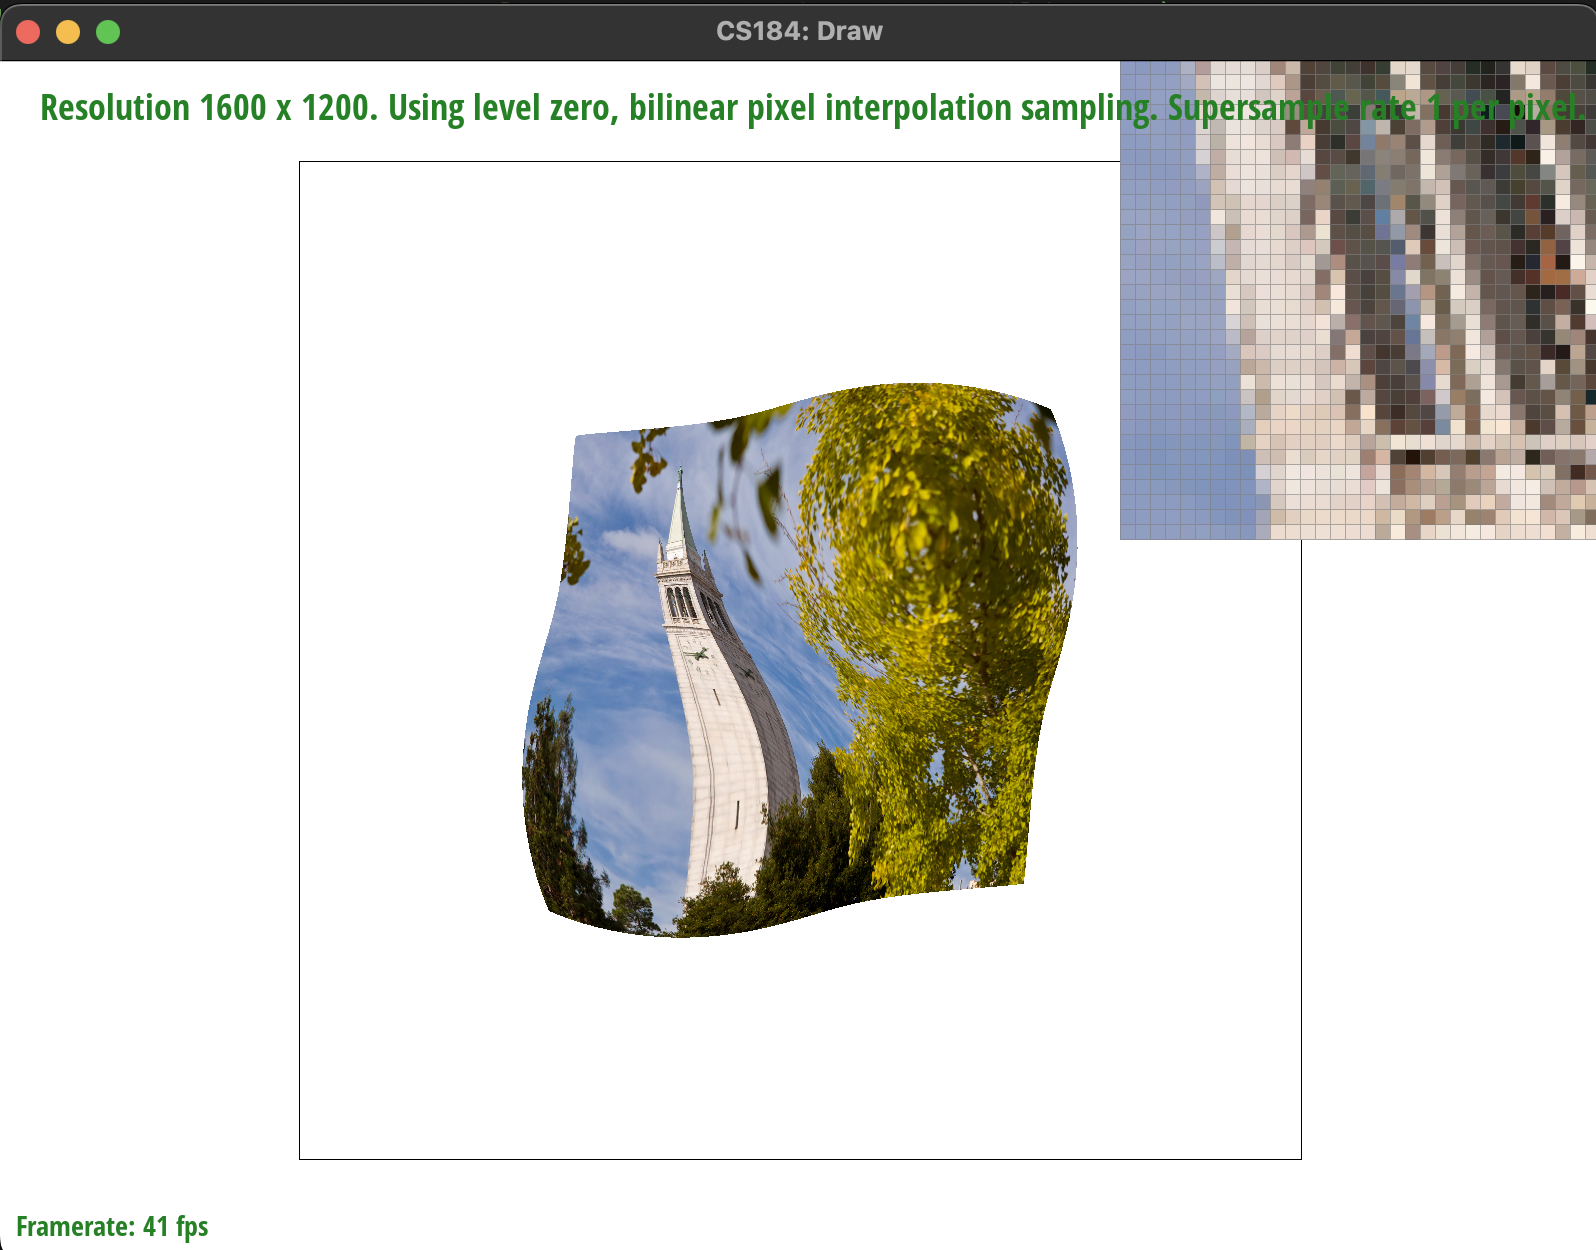 CS184: Draw
Resolution 1600 x 1200. Using level zero, bilinear pixel interpolation sampling. Supersample rate 1 per pixel.
Framerate: 41 fps